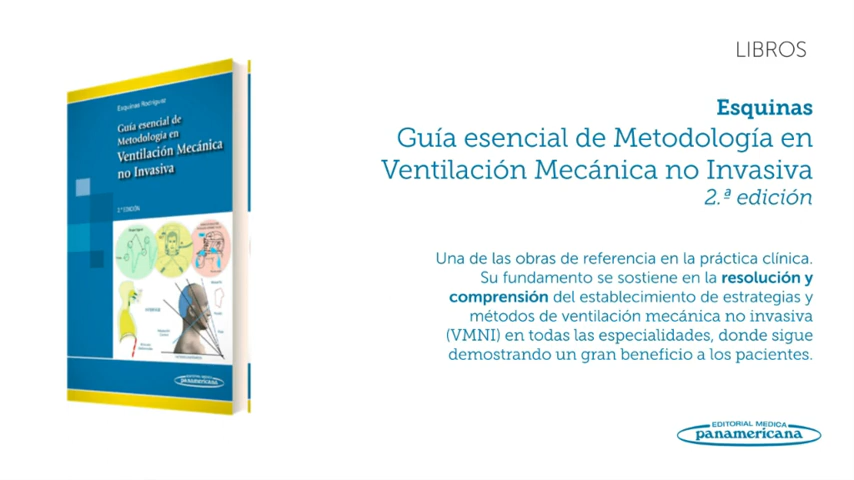 LIBROS
Esquinas
Guía esencial de Metodología en
Ventilación Mecánica no Invasiva
2.ª edición
Una de las obras de referencia en la práctica clínica.
Su fundamento se sostiene en la resolución y
comprensión del establecimiento de estrategias y
métodos de ventilación mecánica no invasiva
(VMNI) en todas las especialidades, donde sigue
demostrando un gran beneficio a los pacientes.
EDITORIAL MEDICA
panamericana
Esquinas Rodríguez
Guía esencial de
Metodología en
Ventilación Mecánica
no Invasiva
2.ª EDICIÓN
EDITORIAL MEDICA
panamericana